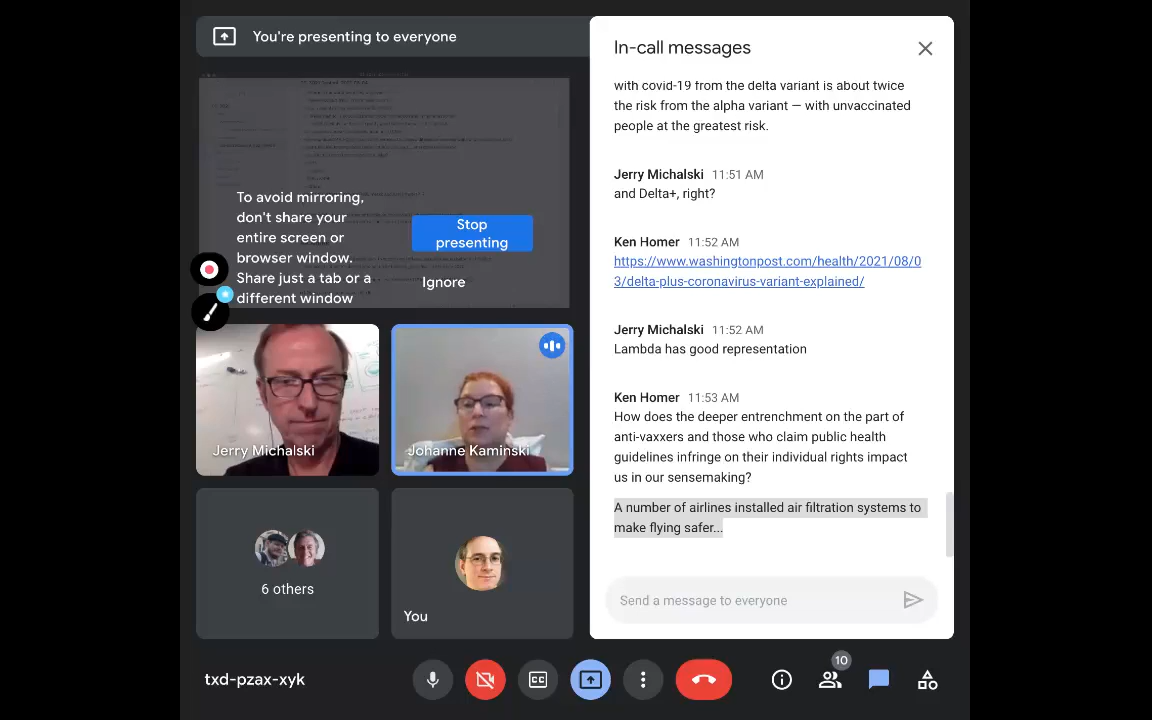 You're presenting to everyone
To avoid mirroring,
don't share your
entire screen or
browser window.
Share just a tab or a
different window
Stop
presenting
Ignore
Jerry Michalski
Johanne Kaminski
6 others
You
In-call messages
with covid-19 from the delta variant is about twice
the risk from the alpha variant — with unvaccinated
people at the greatest risk.
Jerry Michalski 11:51 AM
and Delta+, right?
Ken Homer 11:52 AM
https://www.washingtonpost.com/health/2021/08/0
3/delta-plus-coronavirus-variant-explained/
Jerry Michalski 11:52 AM
Lambda has good representation
Ken Homer 11:53 AM
How does the deeper entrenchment on the part of
anti-vaxxers and those who claim public health
guidelines infringe on their individual rights impact
us in our sensemaking?
A number of airlines installed air filtration systems to
make flying safer...
Send a message to everyone
txd-pzax-xyk
CC
10